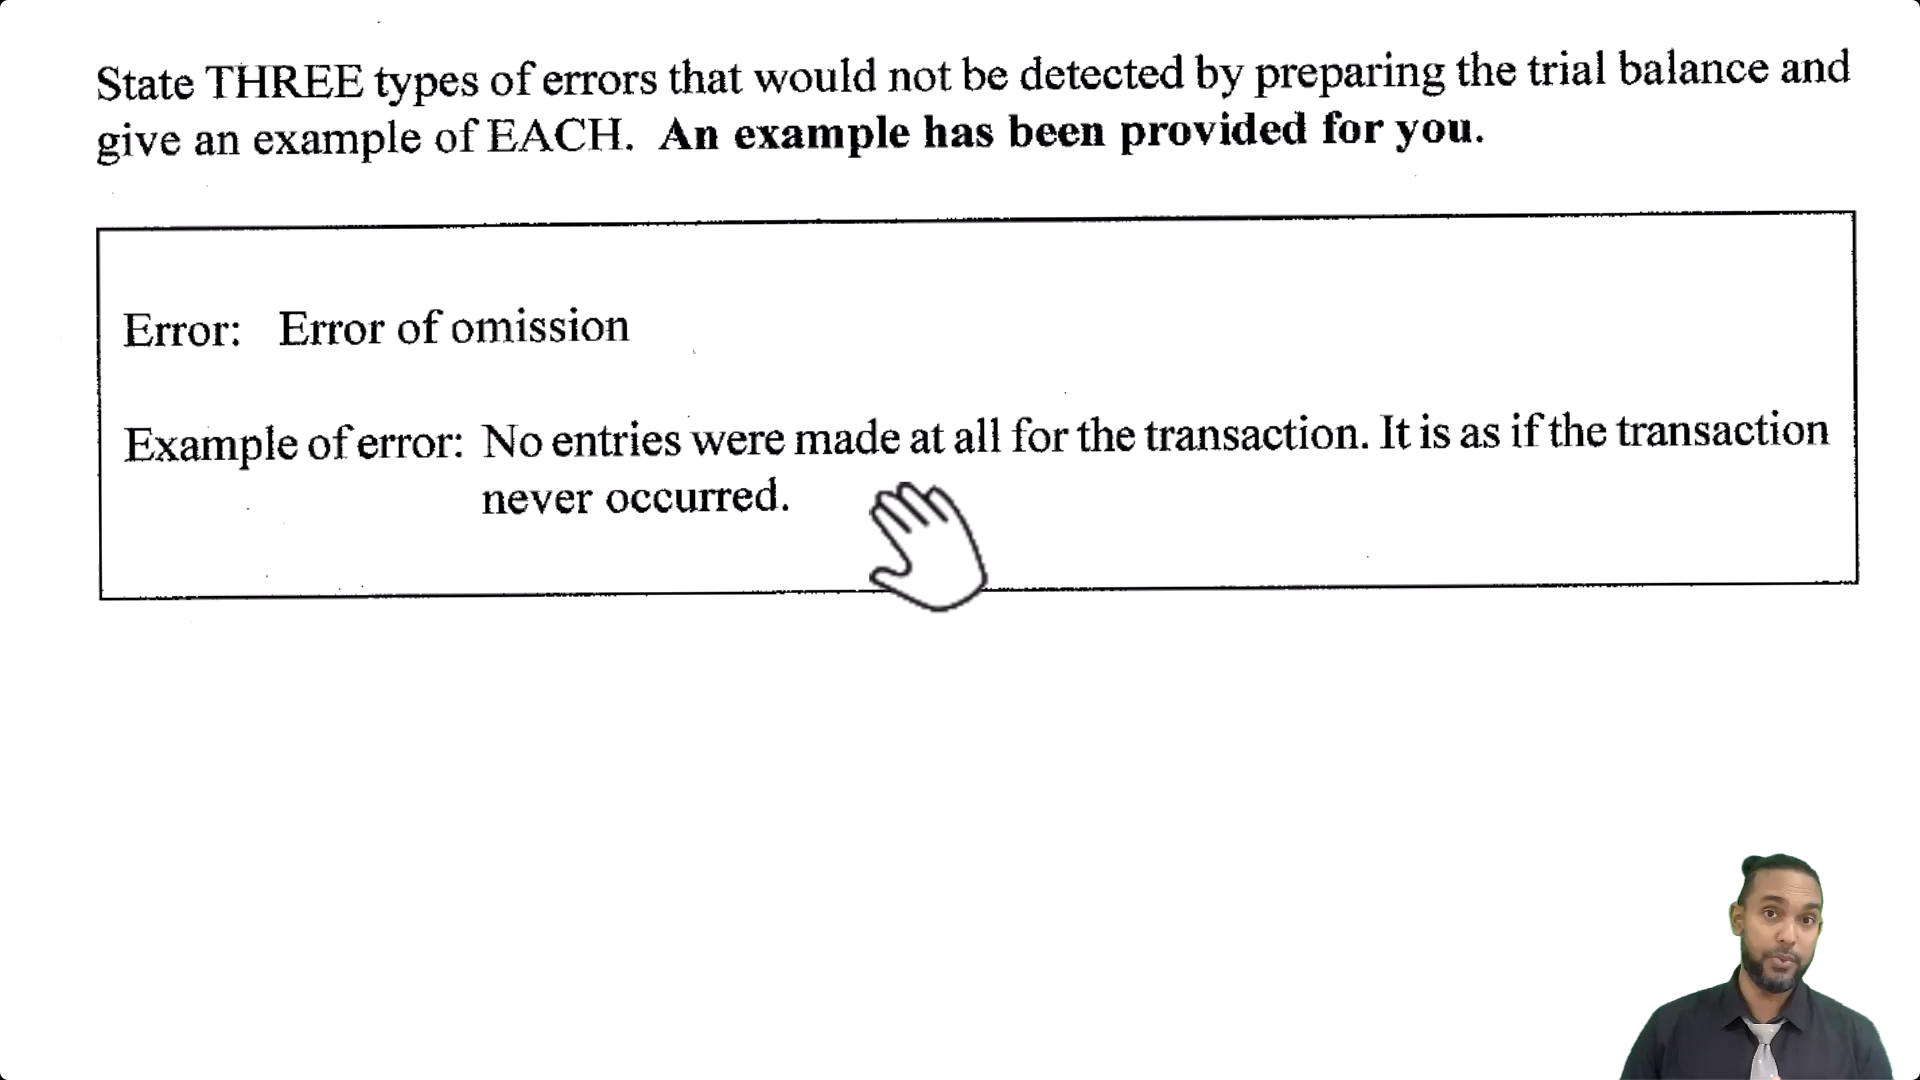 State THREE types of errors that would not be detected by preparing the trial balance and
give an example of EACH. An example has been provided for you.
Error: Error of omission
Example of error: No entries were made at all for the transaction. It is as if the transaction
never occurred.